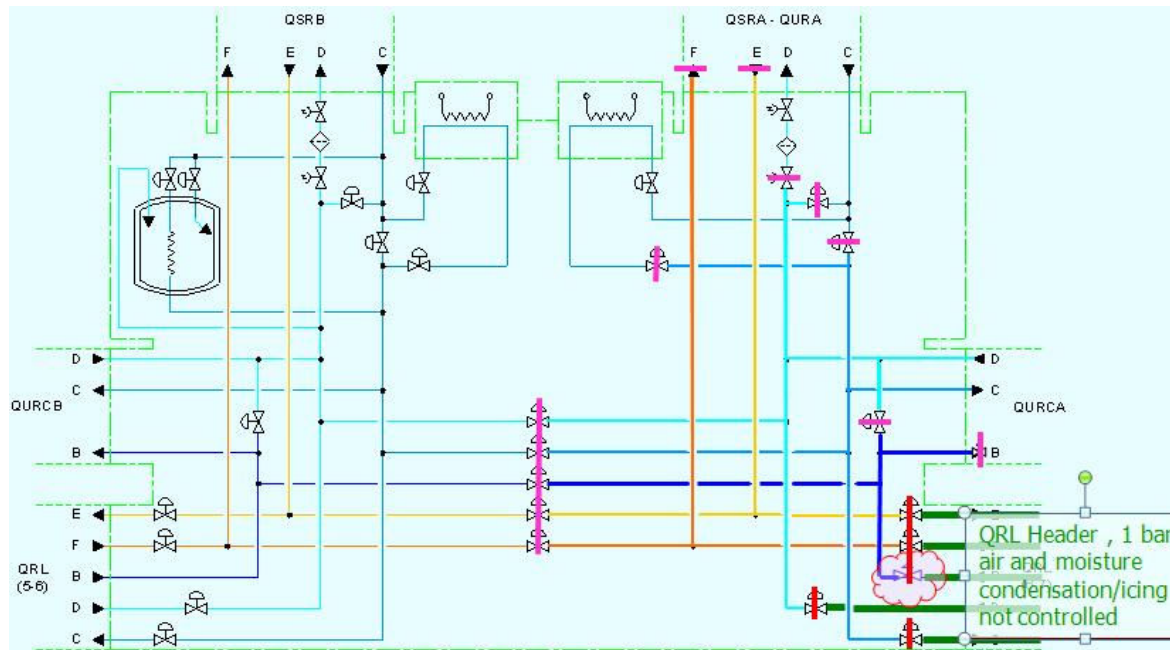 QSRB
QSRA - QURA
F E D C
F E D C
D
C
QURCB
B
E
F
QRL
(5-6)
B
D
C
D
C
QURCA
B
QRL Header , 1 bar
air and moisture
condensation/icing
not controlled